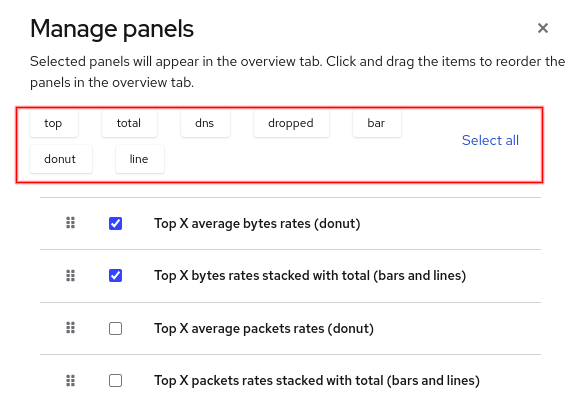 Manage panels
Selected panels will appear in the overview tab. Click and drag the items to reorder the
panels in the overview tab.
top total dns dropped bar
Select all
donut line
Top X average bytes rates (donut)
Top X bytes rates stacked with total (bars and lines)
Top X average packets rates (donut)
Top X packets rates stacked with total (bars and lines)